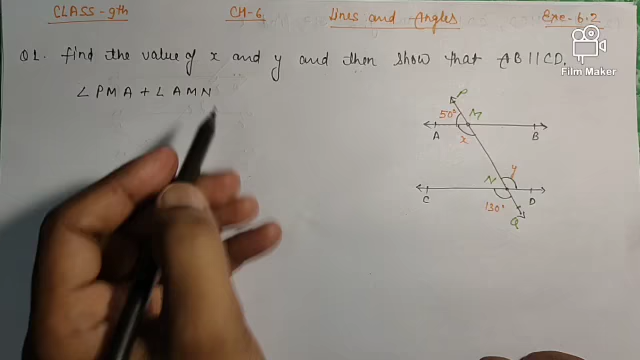 CLASS-9th CH-6 Lines and Angles Exe-6.2
Q1. Find the value of x and y and then show that AB||CD.
∠PMA+∠AMN
Film Maker
P
50° M
A x B
N y
C D
130° Q